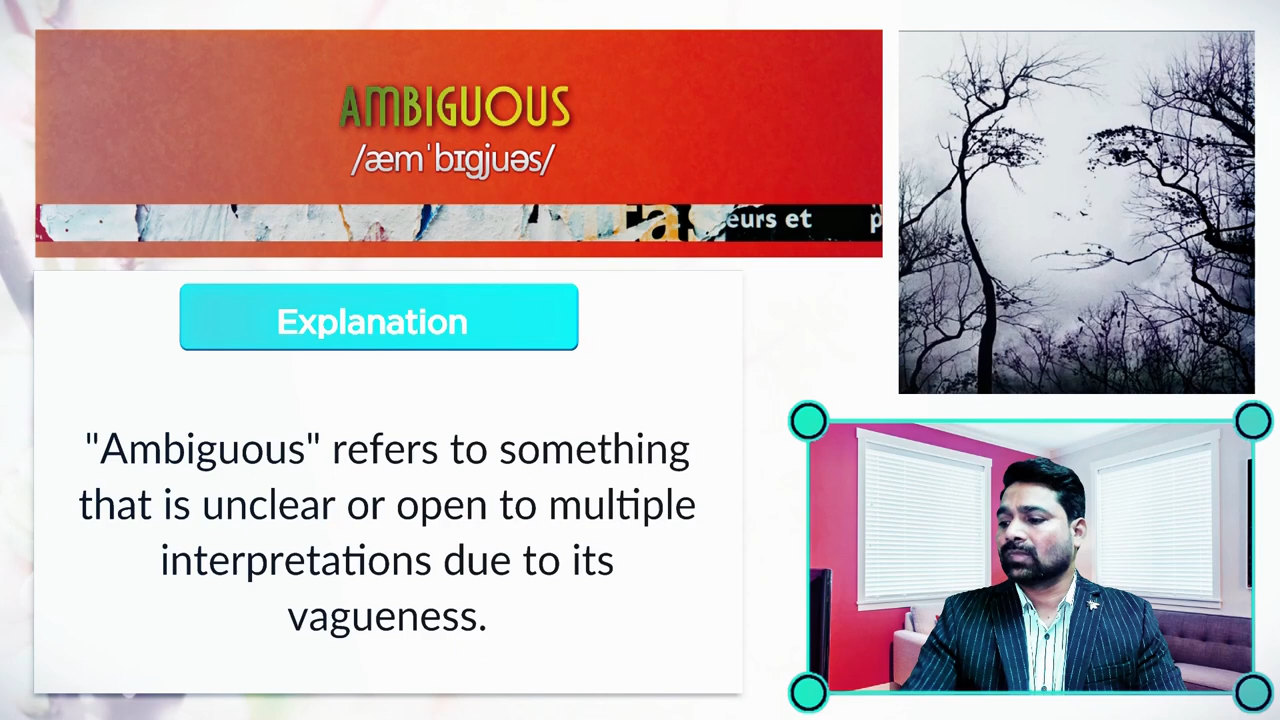 AMBIGUOUS
/æmˈbɪgjuəs/
eurs et
Explanation
"Ambiguous" refers to something
that is unclear or open to multiple
interpretations due to its
vagueness.